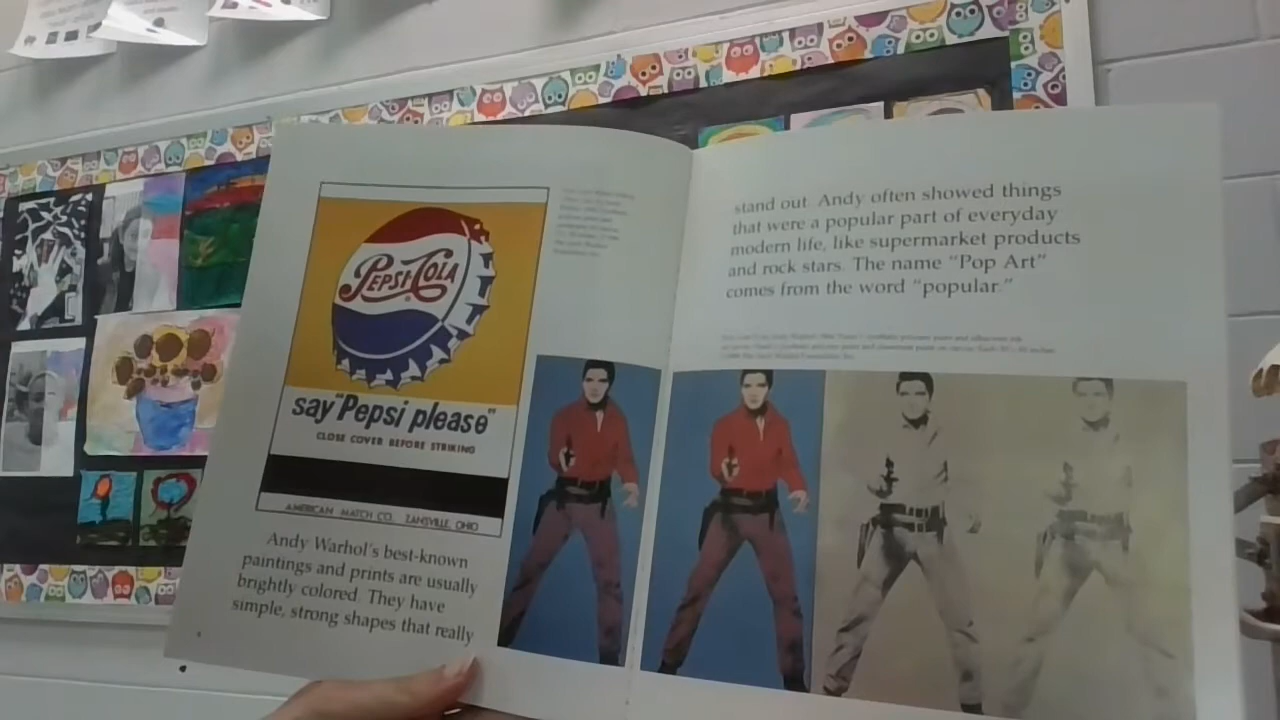 PEPSI-COLA
say "Pepsi please"
CLOSE COVER BEFORE STRIKING
AMERICAN MATCH CO. ZANSVILLE, OHIO
Andy Warhol's best-known
paintings and prints are usually
brightly colored. They have
simple, strong shapes that really
stand out. Andy often showed things
that were a popular part of everyday
modern life, like supermarket products
and rock stars. The name "Pop Art"
comes from the word "popular."